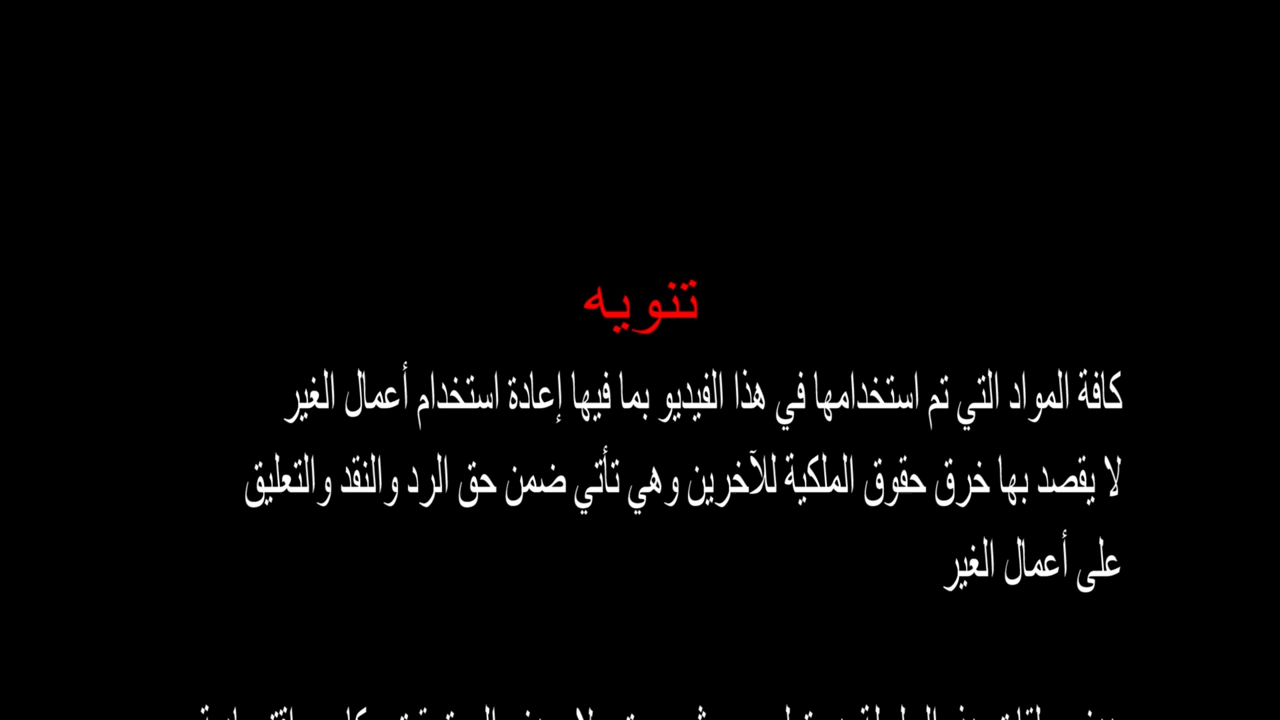 تنويه
كافة المواد التي تم استخدامها في هذا الفيديو بما فيها إعادة استخدام أعمال الغير
لا يقصد بها خرق حقوق الملكية للآخرين وهي تأتي ضمن حق الرد والنقد والتعليق
على أعمال الغير